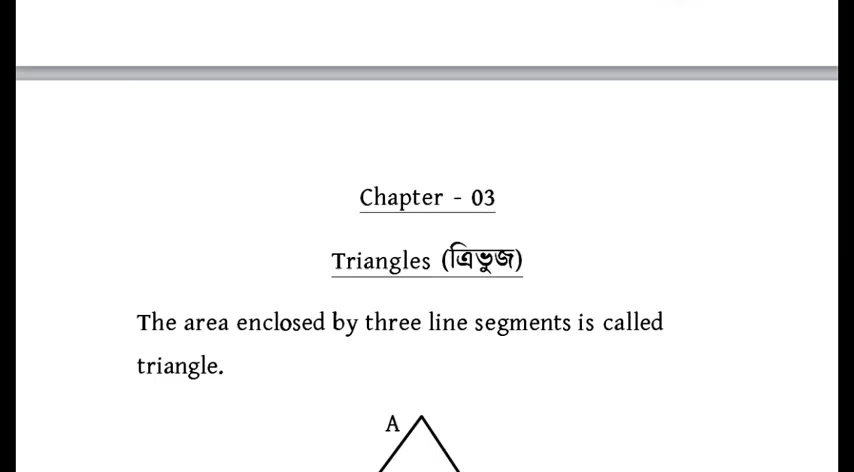 Chapter - 03
Triangles (ত্রিভুজ)
The area enclosed by three line segments is called
triangle.
A